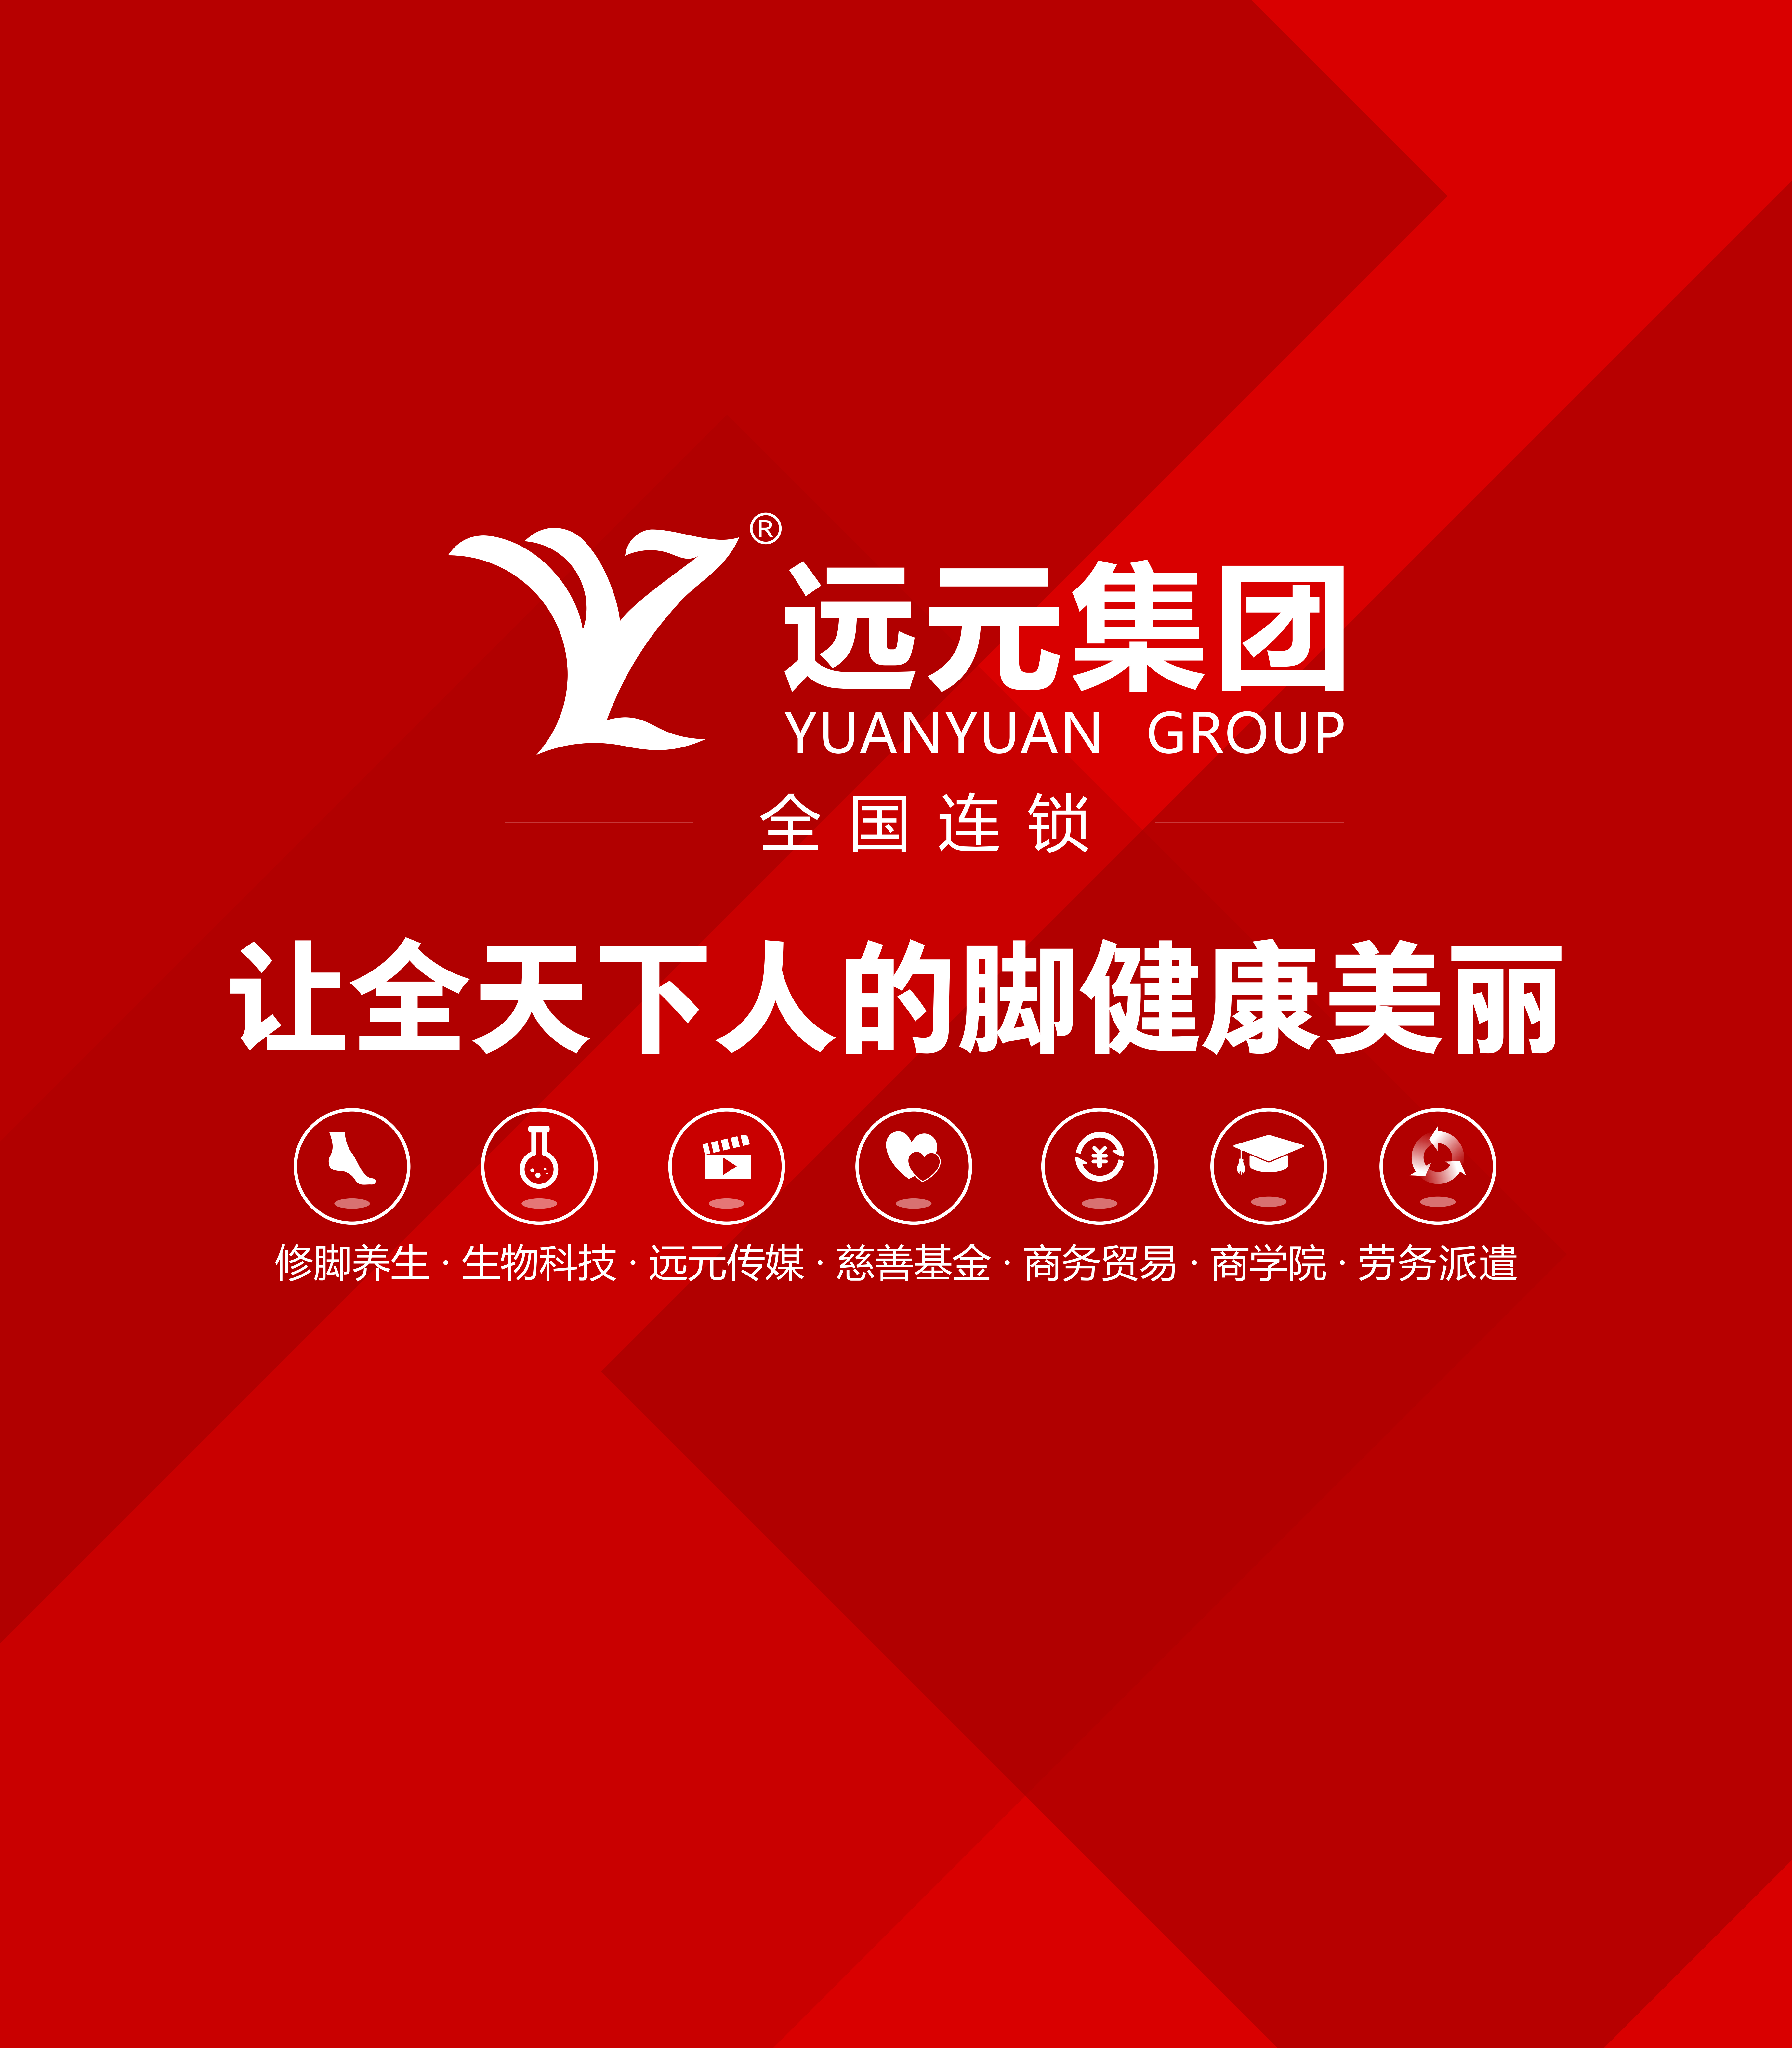 ®
远元集团
YUANYUAN GROUP
全国连锁
让全天下人的脚健康美丽
修脚养生·生物科技·远元传媒·慈善基金·商务贸易·商学院·劳务派遣